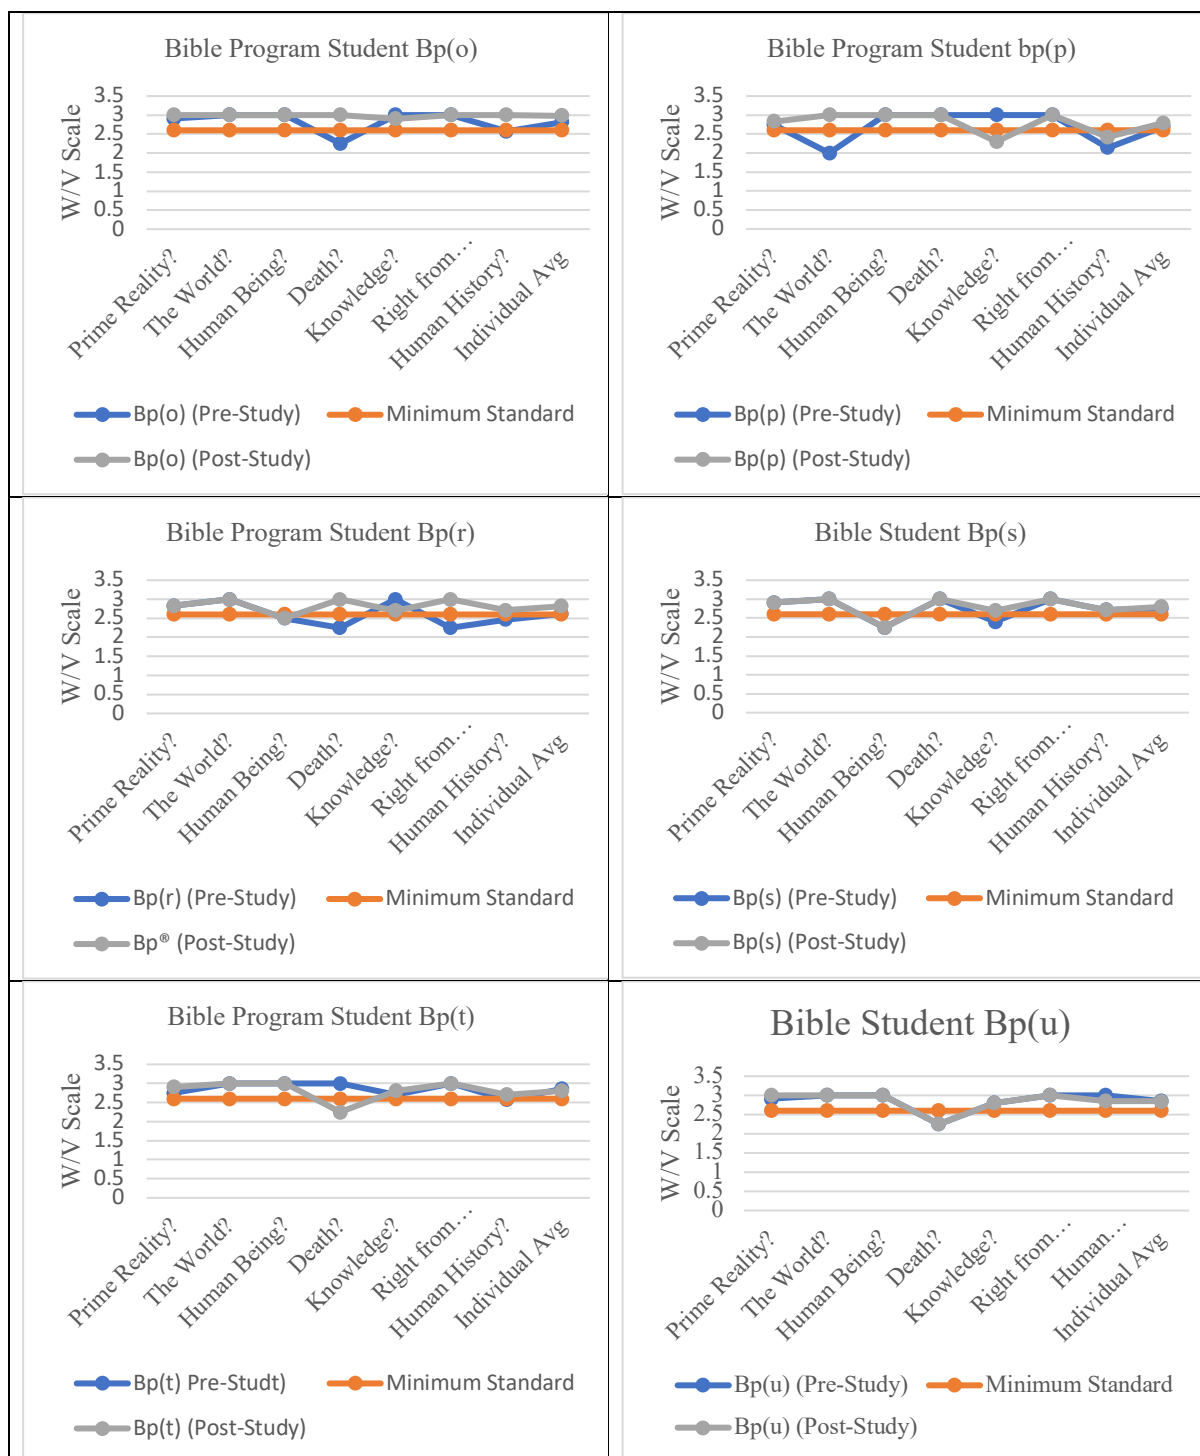 Bible Program Student Bp(o)
W/V Scale
3.5
3
2.5
2
1.5
1
0.5
0
Prime Reality?
The World?
Human Being?
Death?
Knowledge?
Right from…
Human History?
Individual Avg
Bp(o) (Pre-Study)
Minimum Standard
Bp(o) (Post-Study)
Bible Program Student bp(p)
W/V Scale
3.5
3
2.5
2
1.5
1
0.5
0
Prime Reality?
The World?
Human Being?
Death?
Knowledge?
Right from…
Human History?
Individual Avg
Bp(p) (Pre-Study)
Minimum Standard
Bp(p) (Post-Study)
Bible Program Student Bp(r)
W/V Scale
3.5
3
2.5
2
1.5
1
0.5
0
Prime Reality?
The World?
Human Being?
Death?
Knowledge?
Right from…
Human History?
Individual Avg
Bp(r) (Pre-Study)
Minimum Standard
Bp® (Post-Study)
Bible Student Bp(s)
W/V Scale
3.5
3
2.5
2
1.5
1
0.5
0
Prime Reality?
The World?
Human Being?
Death?
Knowledge?
Right from…
Human History?
Individual Avg
Bp(s) (Pre-Study)
Minimum Standard
Bp(s) (Post-Study)
Bible Program Student Bp(t)
W/V Scale
3.5
3
2.5
2
1.5
1
0.5
0
Prime Reality?
The World?
Human Being?
Death?
Knowledge?
Right from…
Human History?
Individual Avg
Bp(t) Pre-Studt)
Minimum Standard
Bp(t) (Post-Study)
Bible Student Bp(u)
W/V Scale
3.5
3
2.5
2
1.5
1
0.5
0
Prime Reality?
The World?
Human Being?
Death?
Knowledge?
Right from…
Human…
Individual Avg
Bp(u) (Pre-Study)
Minimum Standard
Bp(u) (Post-Study)